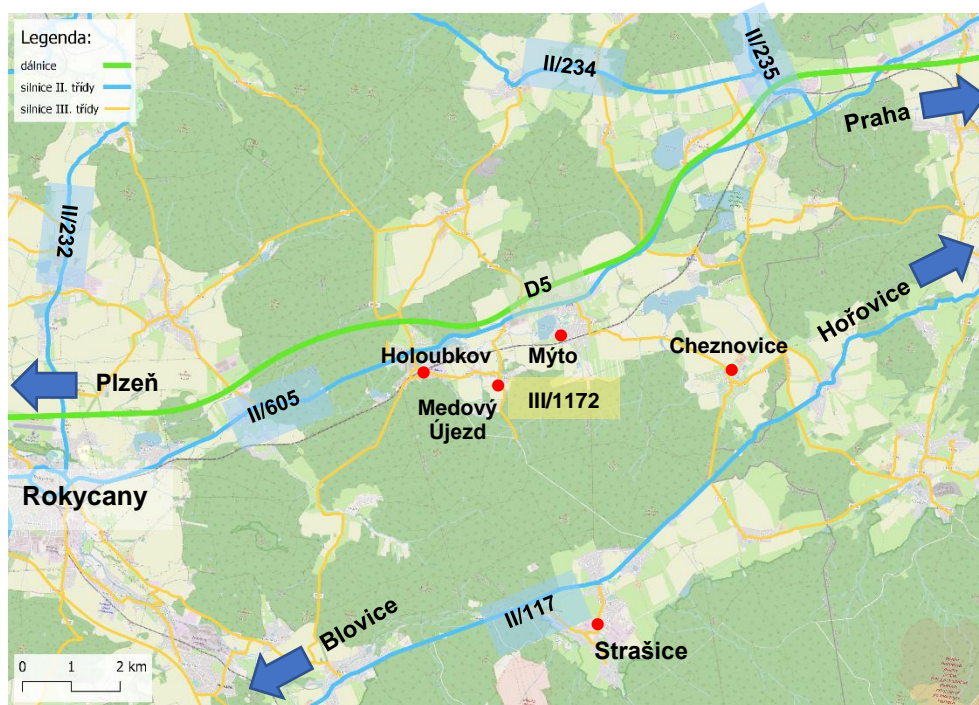 Legenda:
dálnice
silnice II. třídy
silnice III. třídy
II/234
II/235
Praha
II/232
D5
Hořovice
Holoubkov
Mýto
Cheznovice
Plzeň
II/605
Medový
Újezd
III/1172
Rokycany
II/117
Blovice
Strašice
0 1 2 km